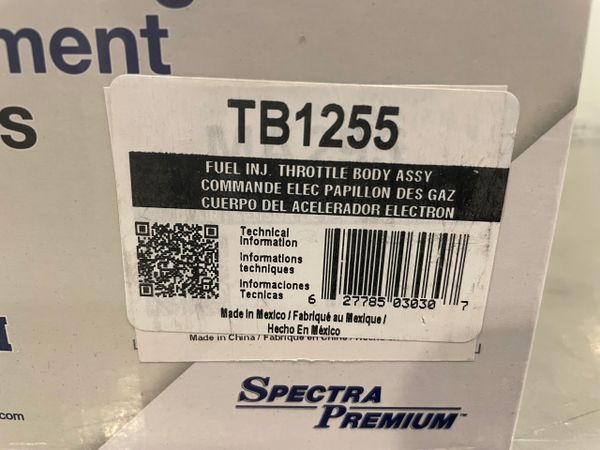 ment
s
TB1255
FUEL INJ. THROTTLE BODY ASSY
COMMANDE ELEC PAPILLON DES GAZ
CUERPO DEL ACELERADOR ELECTRON
Technical
Information
Informations
techniques
Informaciones
Tecnicas
6 27785 03030 7
Made in Mexico / Fabriqué au Mexique /
Hecho En México
Made in China / Fabriqué en Chine /
.com
SPECTRA
PREMIUM™